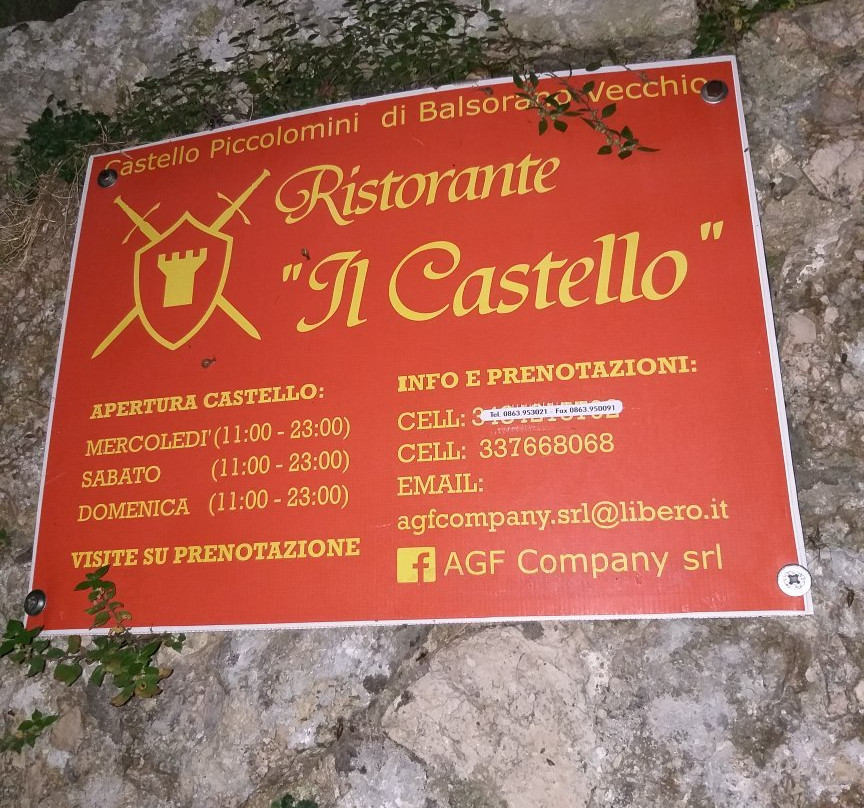 Castello Piccolomini di Balsorano Vecchio
Ristorante
"Il Castello"
APERTURA CASTELLO:
MERCOLEDI' (11:00 - 23:00)
SABATO (11:00 - 23:00)
DOMENICA (11:00 - 23:00)
VISITE SU PRENOTAZIONE
INFO E PRENOTAZIONI:
CELL:
Tel. 0863.953021 - Fax 0863.950091
CELL: 337668068
EMAIL:
agfcompany.srl@libero.it
f AGF Company srl